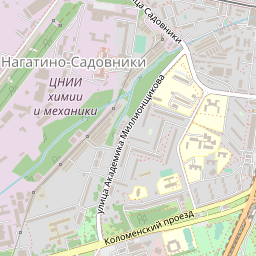 улица Садовники
Нагатино-Садовники
ЦНИИ
химии
и механики
улица Академика Миллионщикова
Коломенский проезд